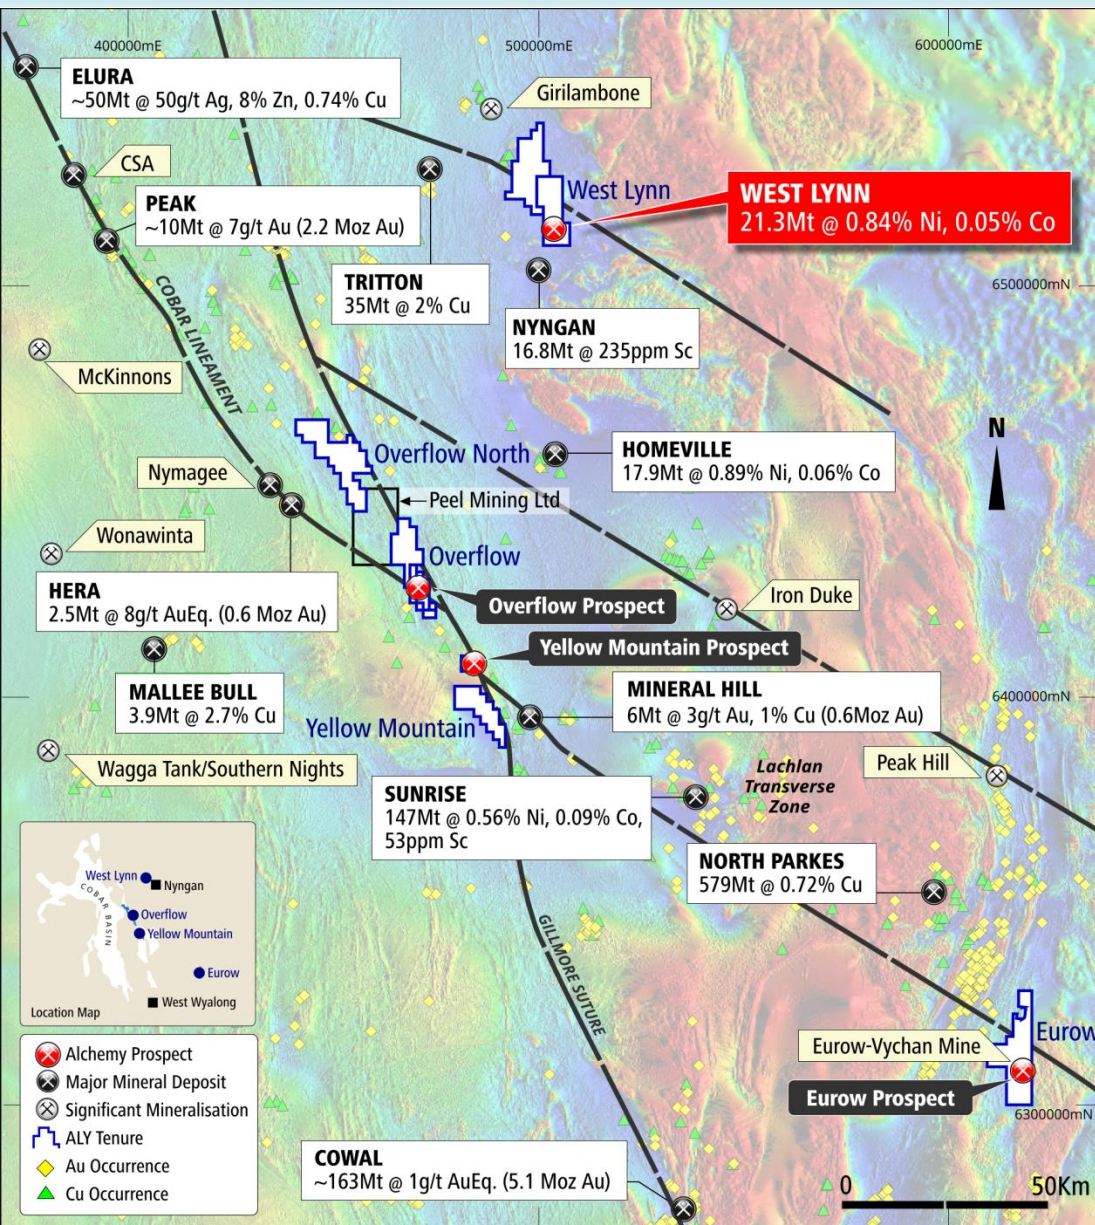 400000mE
500000mE
600000mE
ELURA
~50Mt @ 50g/t Ag, 8% Zn, 0.74% Cu
Girilambone
CSA
West Lynn
WEST LYNN
21.3Mt @ 0.84% Ni, 0.05% Co
PEAK
~10Mt @ 7g/t Au (2.2 Moz Au)
TRITTON
35Mt @ 2% Cu
6500000mN
NYNGAN
16.8Mt @ 235ppm Sc
COBAR LINEAMENT
McKinnons
N
Overflow North
HOMEVILLE
17.9Mt @ 0.89% Ni, 0.06% Co
Nymagee
Peel Mining Ltd
Wonawinta
Overflow
HERA
2.5Mt @ 8g/t AuEq. (0.6 Moz Au)
Iron Duke
Overflow Prospect
Yellow Mountain Prospect
MALLEE BULL
3.9Mt @ 2.7% Cu
MINERAL HILL
6Mt @ 3g/t Au, 1% Cu (0.6Moz Au)
6400000mN
Yellow Mountain
Wagga Tank/Southern Nights
Peak Hill
Lachlan
Transverse
Zone
SUNRISE
147Mt @ 0.56% Ni, 0.09% Co,
53ppm Sc
NORTH PARKES
579Mt @ 0.72% Cu
West Lynn
Nyngan
COBAR BASIN
Overflow
Yellow Mountain
Eurow
West Wyalong
Location Map
GILLMORE SUTURE
Eurow
Eurow-Vychan Mine
Eurow Prospect
6300000mN
Alchemy Prospect
Major Mineral Deposit
Significant Mineralisation
ALY Tenure
Au Occurrence
Cu Occurrence
COWAL
~163Mt @ 1g/t AuEq. (5.1 Moz Au)
0
50Km